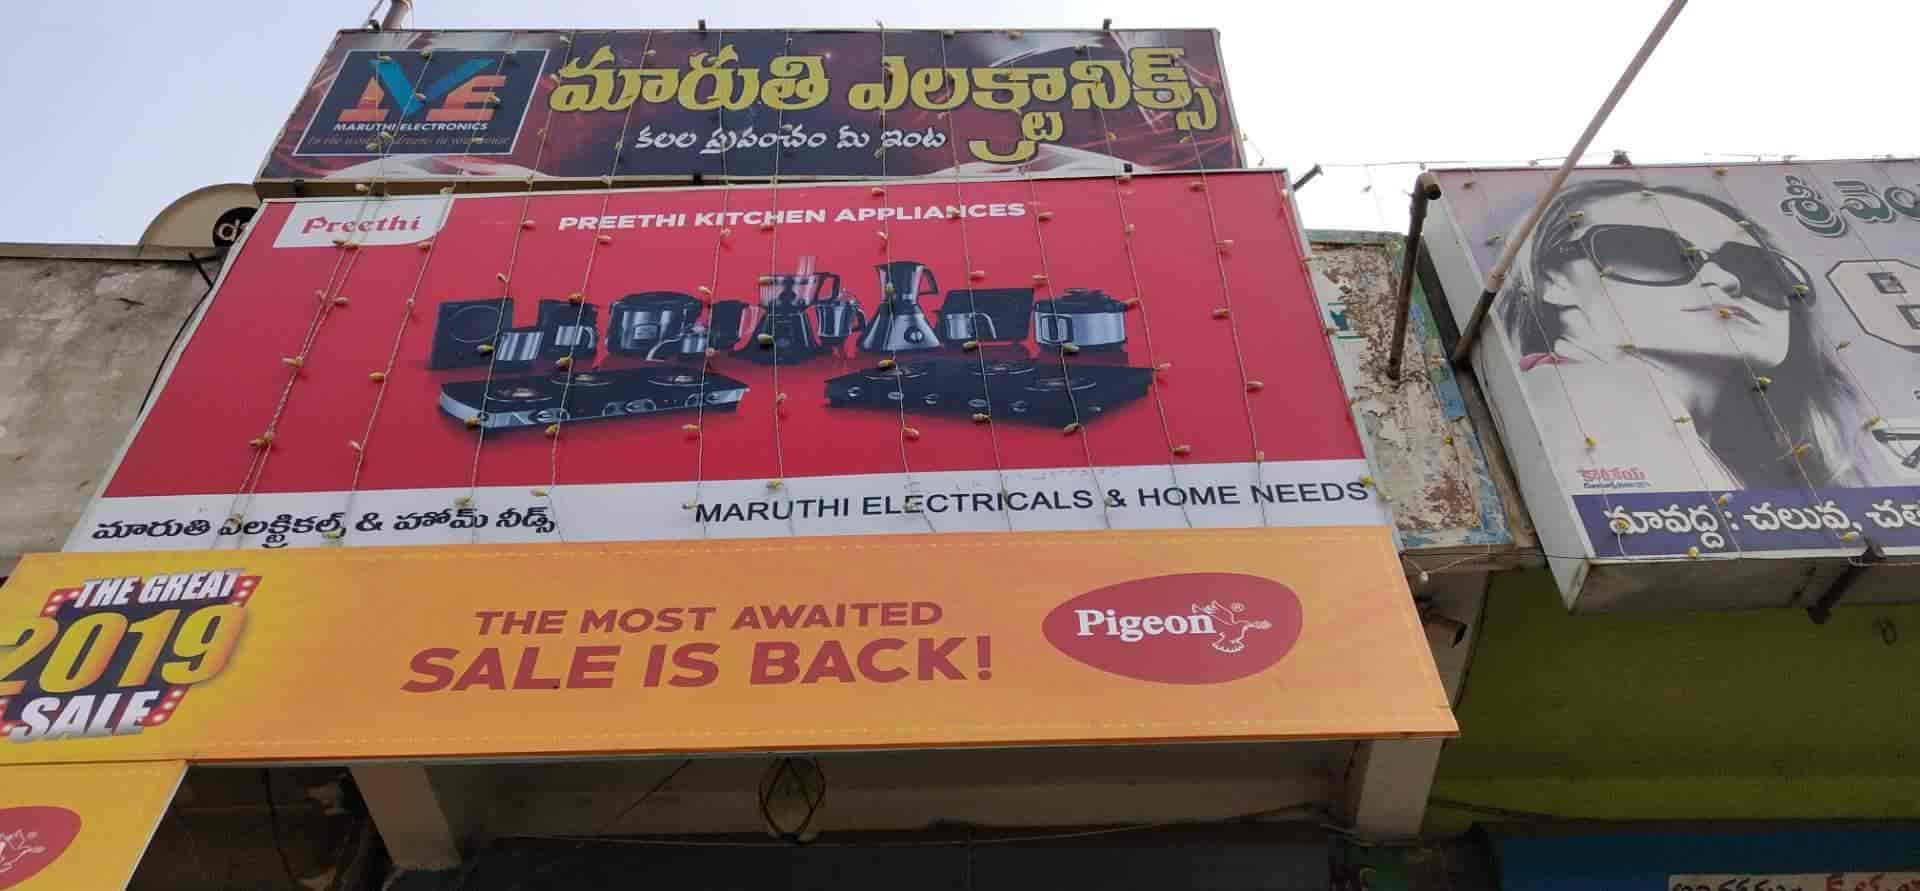 మారుతి ఎలక్ట్రానిక్స్
MARUTHI ELECTRONICS
కలల ప్రపంచం మీ ఇంట
Preethi
PREETHI KITCHEN APPLIANCES
మారుతి ఎలక్ట్రికల్స్ & హోమ్ నీడ్స్
MARUTHI ELECTRICALS & HOME NEEDS
THE GREAT
2019
SALE
THE MOST AWAITED
SALE IS BACK!
Pigeon®
శ్రీ
మావద్ద : చలువ,